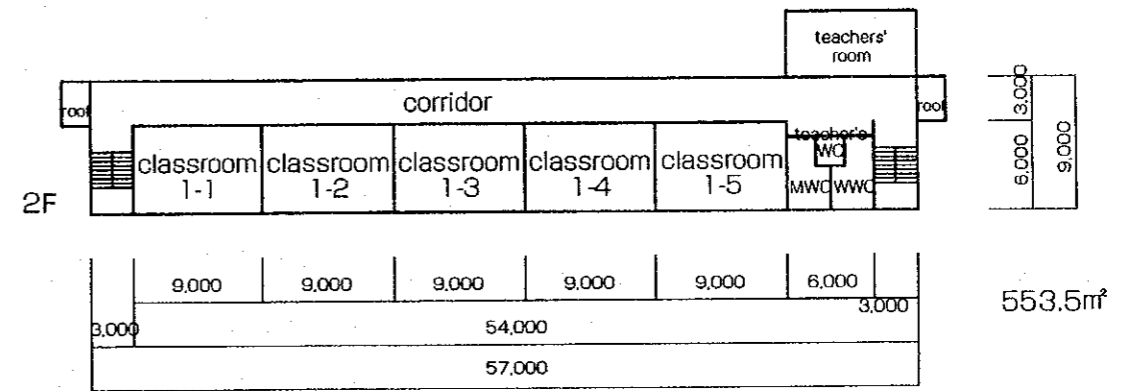 teachers'
room
roof
corridor
roof
classroom
1-1
classroom
1-2
classroom
1-3
classroom
1-4
classroom
1-5
teacher's
WC
MWC
WWC
2F
3,000
6,000
9,000
9,000
9,000
9,000
9,000
9,000
6,000
3,000
3,000
54,000
57,000
553.5㎡